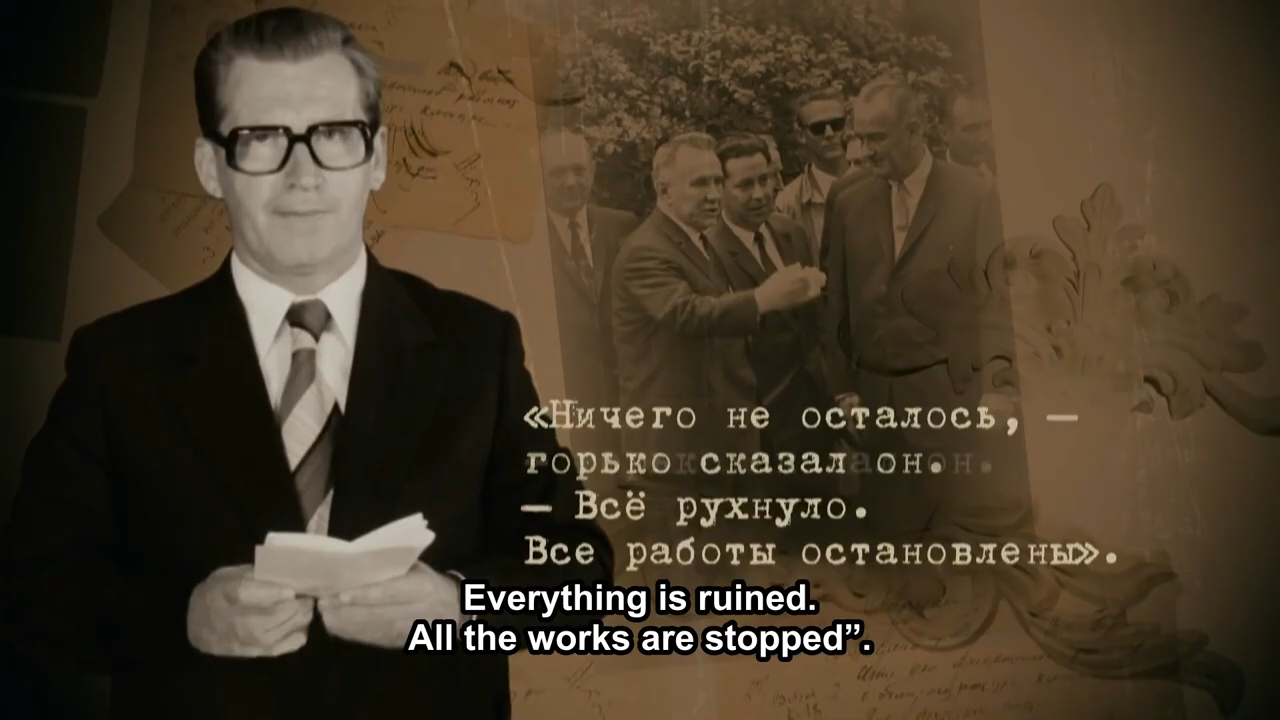 «Ничего не осталось, —
горько сказал он.
— Всё рухнуло.
Все работы остановлены».
Everything is ruined.
All the works are stopped”.